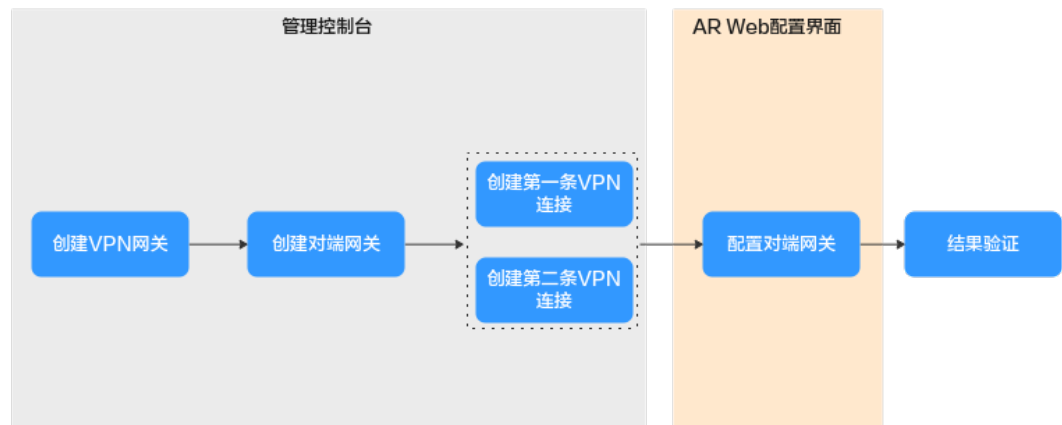 管理控制台
AR Web配置界面
创建VPN网关
创建对端网关
创建第一条VPN
连接
创建第二条VPN
连接
配置对端网关
结果验证